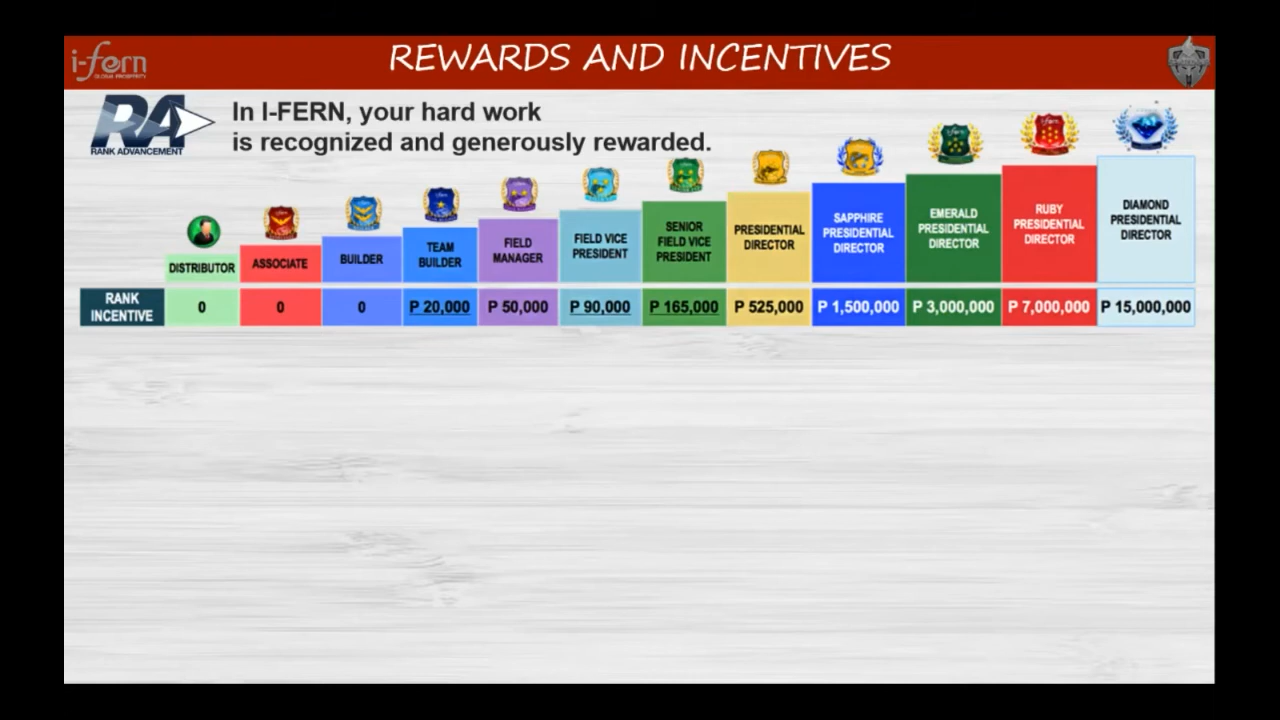 i-fern
GLOBAL PROSPERITY
REWARDS AND INCENTIVES
RA
RANK ADVANCEMENT
In I-FERN, your hard work
is recognized and generously rewarded.
DISTRIBUTOR
ASSOCIATE
BUILDER
TEAM
BUILDER
FIELD
MANAGER
FIELD VICE
PRESIDENT
SENIOR
FIELD VICE
PRESIDENT
PRESIDENTIAL
DIRECTOR
SAPPHIRE
PRESIDENTIAL
DIRECTOR
EMERALD
PRESIDENTIAL
DIRECTOR
RUBY
PRESIDENTIAL
DIRECTOR
DIAMOND
PRESIDENTIAL
DIRECTOR
RANK
INCENTIVE
0
0
0
P 20,000
P 50,000
P 90,000
P 165,000
P 525,000
P 1,500,000
P 3,000,000
P 7,000,000
P 15,000,000